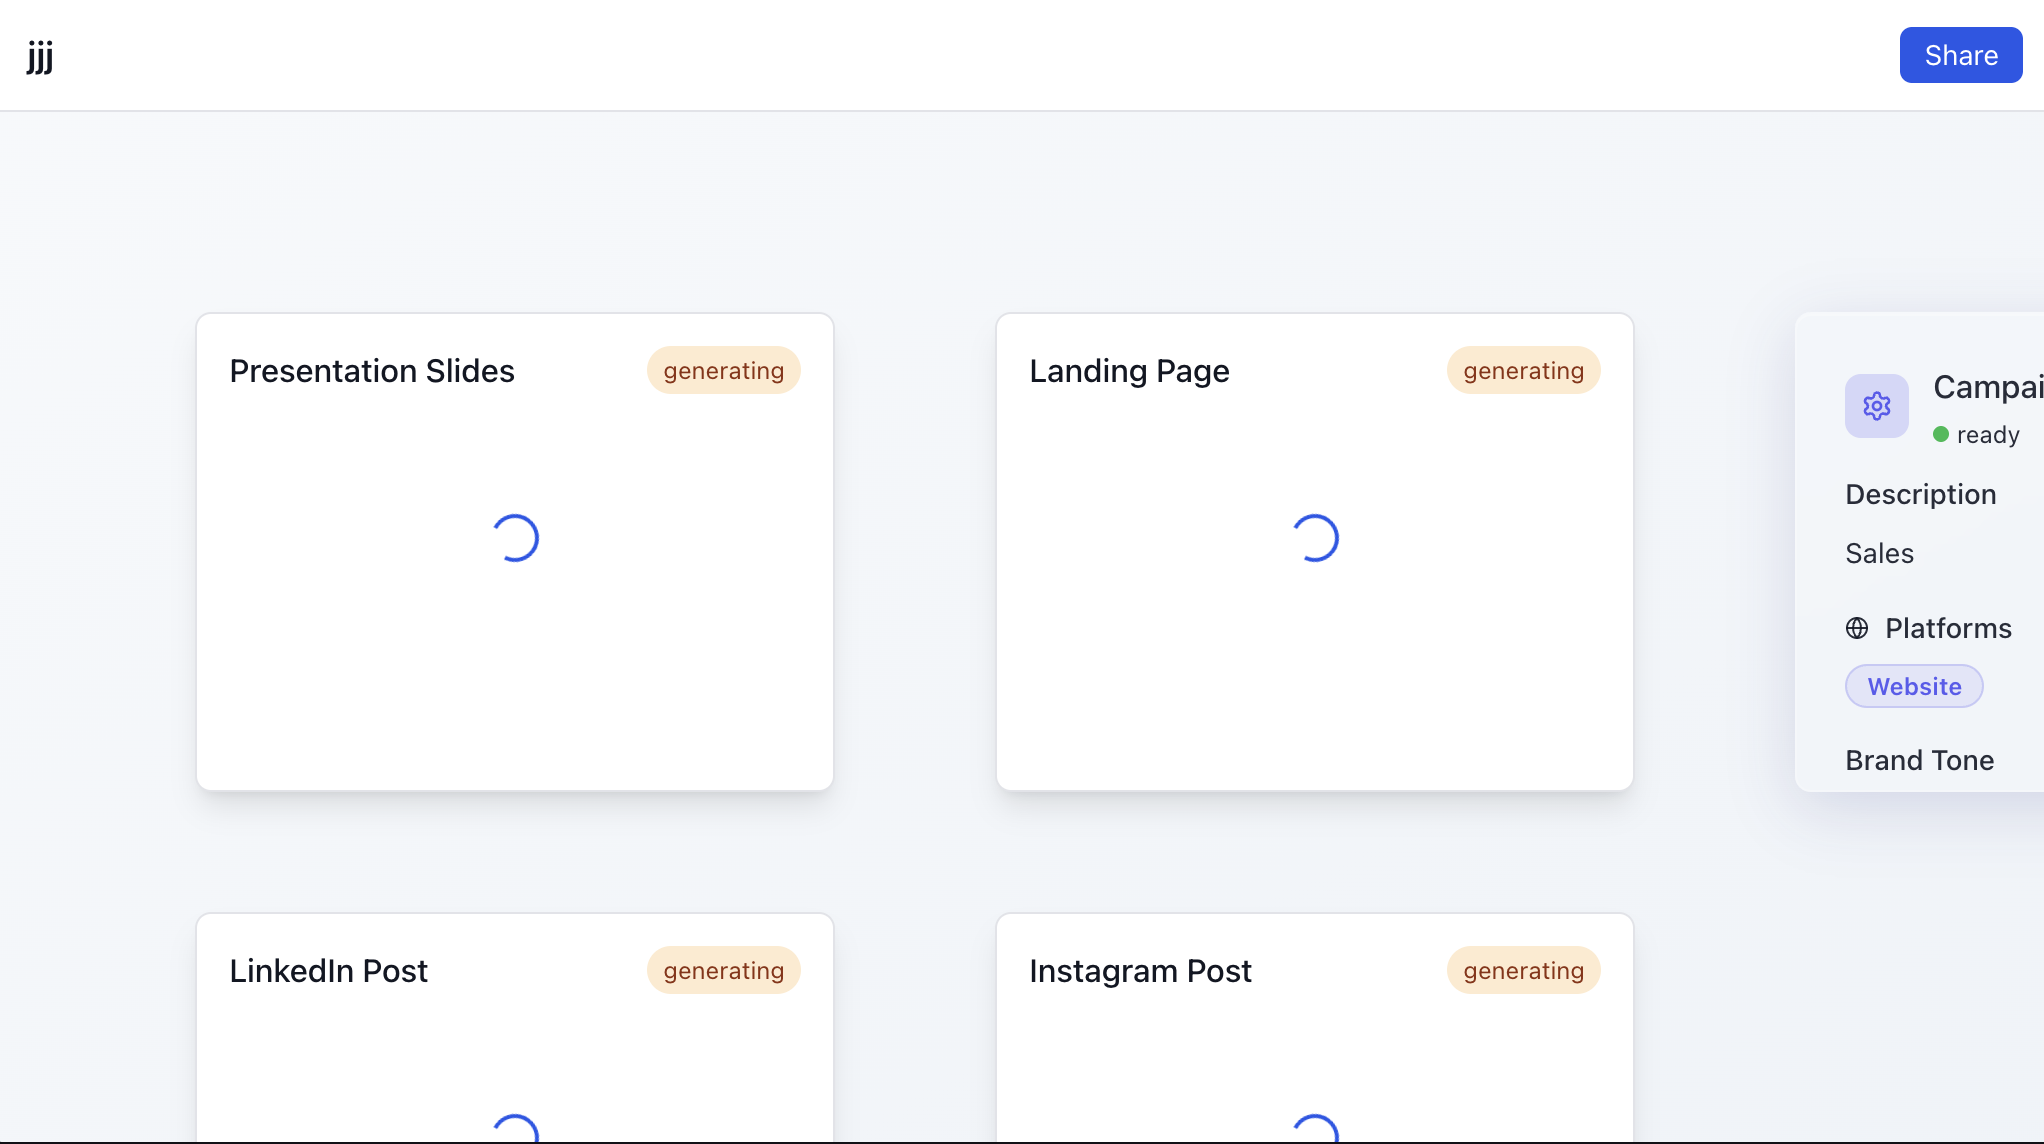 jjj
Share
Presentation Slides
generating
Landing Page
generating
Campai
ready
Description
Sales
Platforms
Website
Brand Tone
LinkedIn Post
generating
Instagram Post
generating